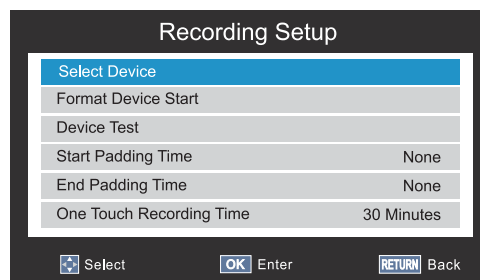 Recording Setup
Select Device
Format Device Start
Device Test
Start Padding Time None
End Padding Time None
One Touch Recording Time 30 Minutes
Select OK Enter RETURN Back